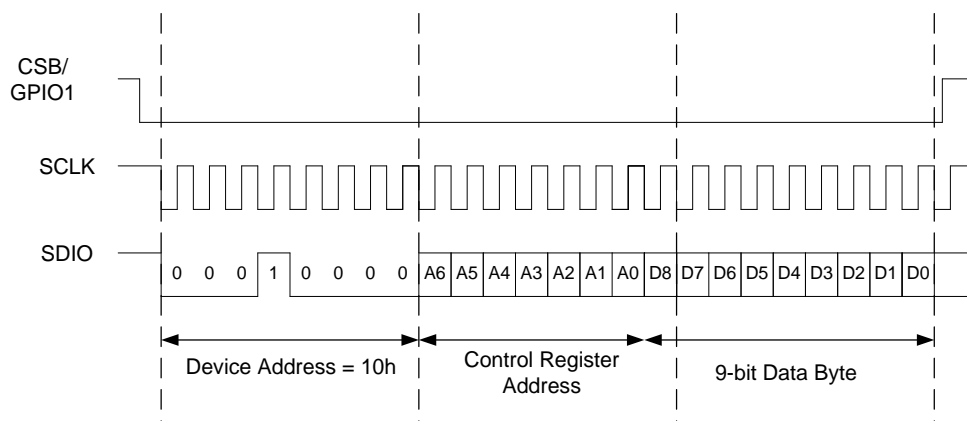 CSB/
GPIO1
SCLK
SDIO
0 0 0 1 0 0 0 0 A6 A5 A4 A3 A2 A1 A0 D8 D7 D6 D5 D4 D3 D2 D1 D0
Device Address = 10h
Control Register
Address
9-bit Data Byte